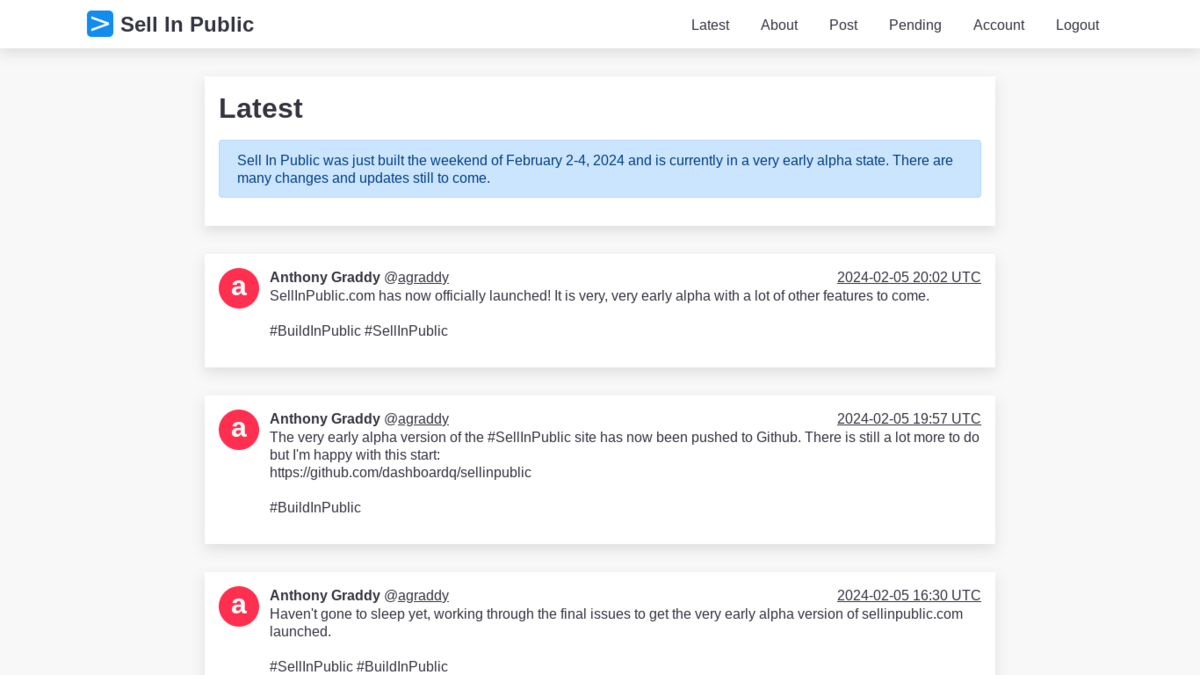 > Sell In Public
Latest About Post Pending Account Logout
Latest
Sell In Public was just built the weekend of February 2-4, 2024 and is currently in a very early alpha state. There are
many changes and updates still to come.
a
Anthony Graddy @agraddy 2024-02-05 20:02 UTC
SellInPublic.com has now officially launched! It is very, very early alpha with a lot of other features to come.
#BuildInPublic #SellInPublic
a
Anthony Graddy @agraddy 2024-02-05 19:57 UTC
The very early alpha version of the #SellInPublic site has now been pushed to Github. There is still a lot more to do
but I'm happy with this start:
https://github.com/dashboardq/sellinpublic
#BuildInPublic
a
Anthony Graddy @agraddy 2024-02-05 16:30 UTC
Haven't gone to sleep yet, working through the final issues to get the very early alpha version of sellinpublic.com
launched.
#SellInPublic #BuildInPublic